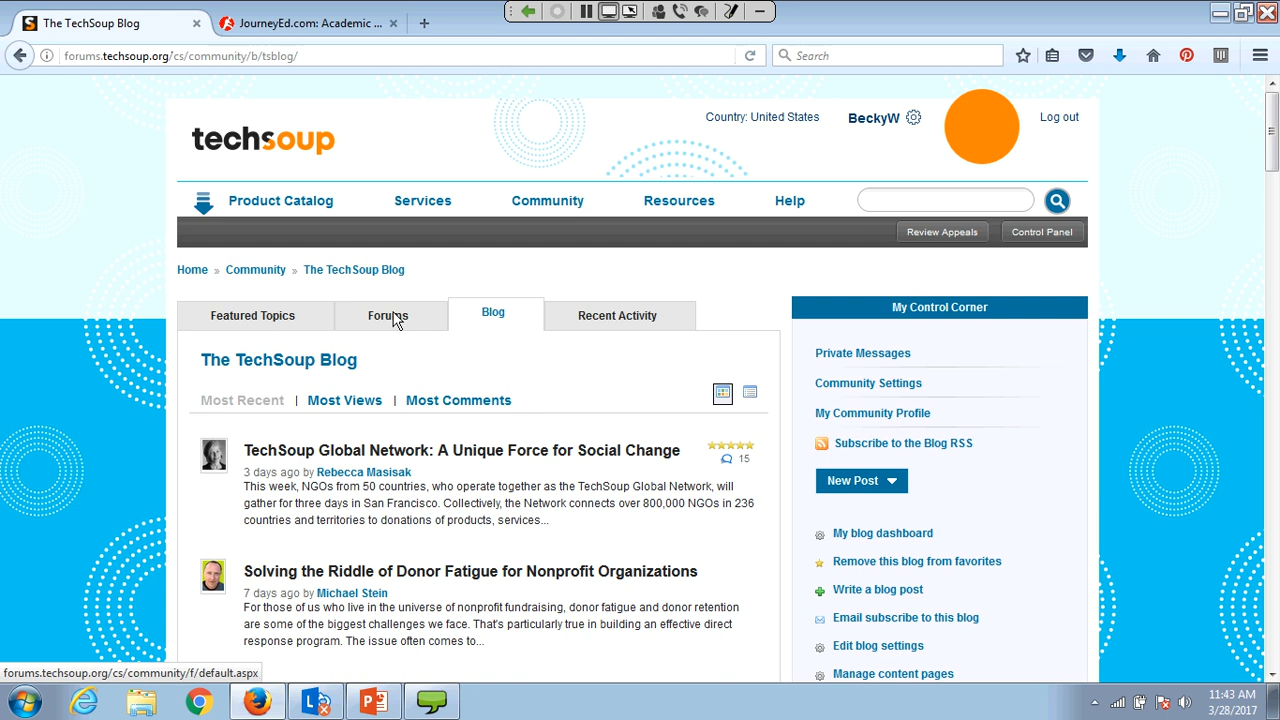 The TechSoup Blog
JourneyEd.com: Academic ...
forums.techsoup.org/cs/community/b/tsblog/
Search
techsoup
Country: United States
BeckyW
Log out
Product Catalog
Services
Community
Resources
Help
Review Appeals
Control Panel
Home » Community » The TechSoup Blog
Featured Topics
Forums
Blog
Recent Activity
The TechSoup Blog
Most Recent | Most Views | Most Comments
TechSoup Global Network: A Unique Force for Social Change
3 days ago by Rebecca Masisak
15
This week, NGOs from 50 countries, who operate together as the TechSoup Global Network, will
gather for three days in San Francisco. Collectively, the Network connects over 800,000 NGOs in 236
countries and territories to donations of products, services...
Solving the Riddle of Donor Fatigue for Nonprofit Organizations
7 days ago by Michael Stein
For those of us who live in the universe of nonprofit fundraising, donor fatigue and donor retention
are some of the biggest challenges we face. That's particularly true in building an effective direct
response program. The issue often comes to...
My Control Corner
Private Messages
Community Settings
My Community Profile
Subscribe to the Blog RSS
New Post
My blog dashboard
Remove this blog from favorites
Write a blog post
Email subscribe to this blog
Edit blog settings
Manage content pages
forums.techsoup.org/cs/community/f/default.aspx
11:43 AM
3/28/2017